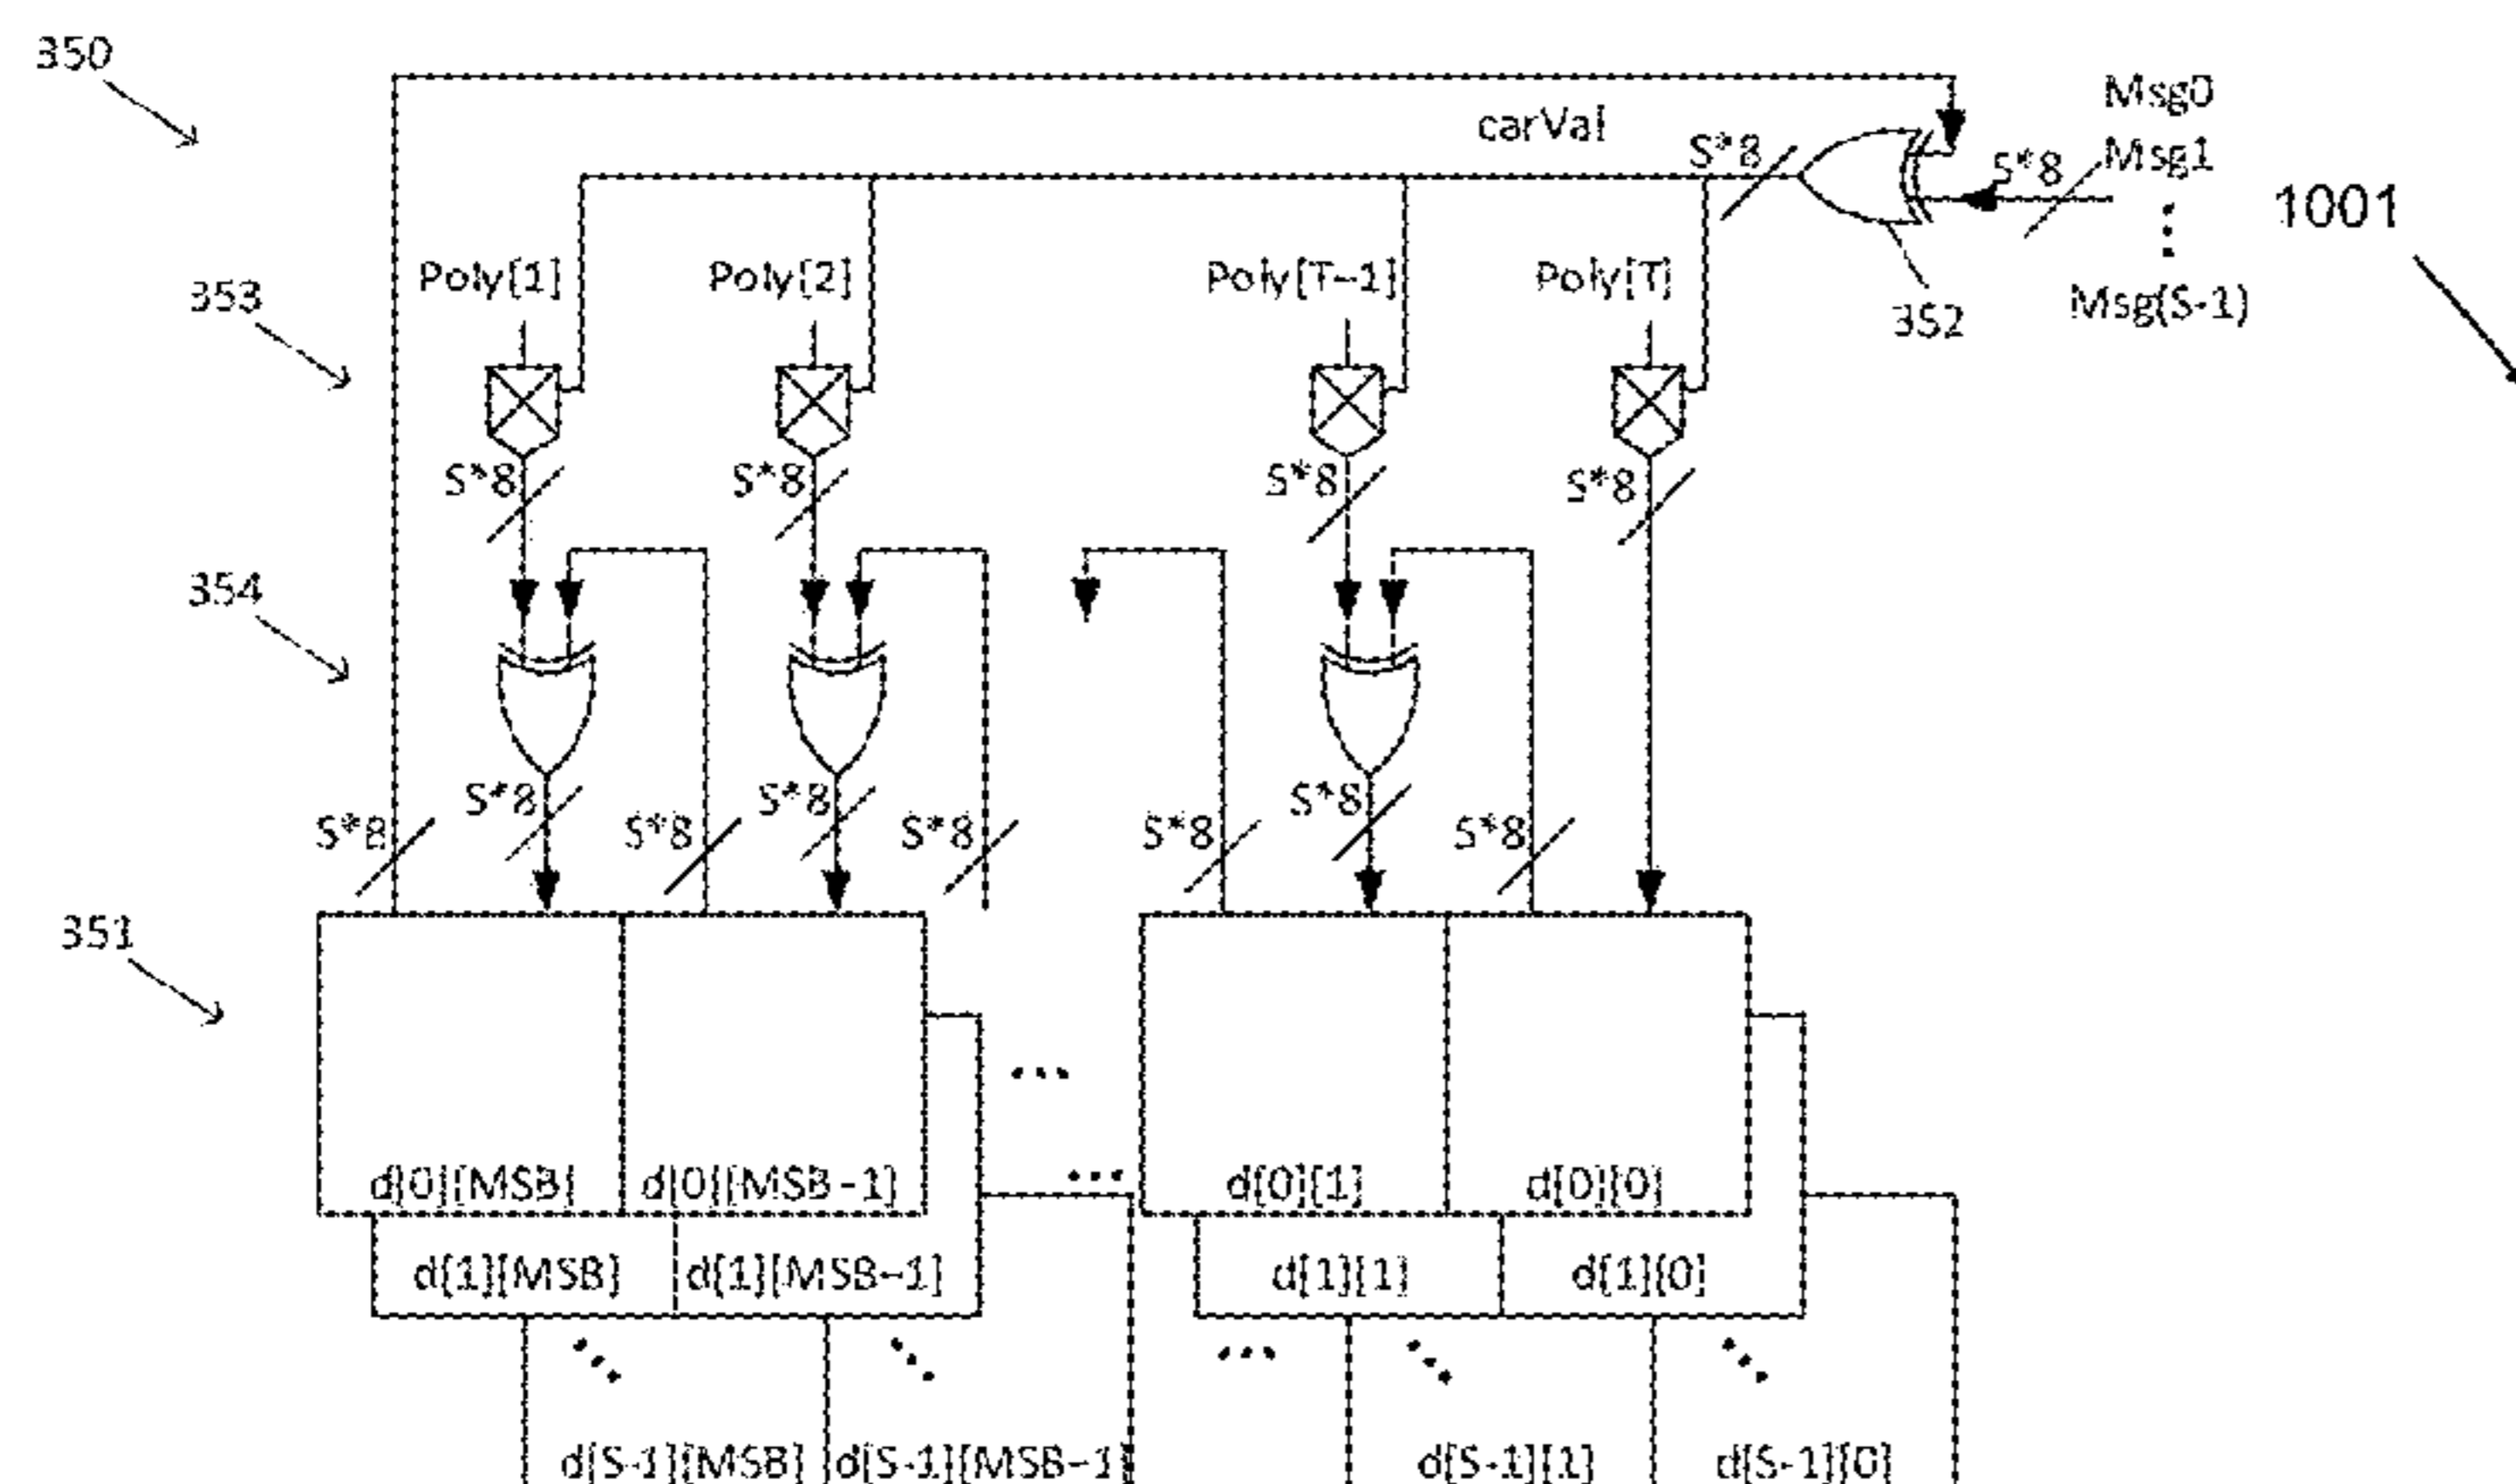 350
Msg0
carVal
S*8
S*8
Msg1
1001
Msg(S-1)
352
353
Poly[1]
Poly[2]
Poly[T-1]
Poly[T]
S*8
S*8
S*8
S*8
354
S*8
S*8
S*8
S*8
S*8
S*8
S*8
S*8
S*8
351
d[0][MSB]
d[0][MSB-1]
d[0][1]
d[0][0]
d[1][MSB]
d[1][MSB-1]
d[1][1]
d[1][0]
d[S-1][MSB]
d[S-1][MSB-1]
d[S-1][1]
d[S-1][0]